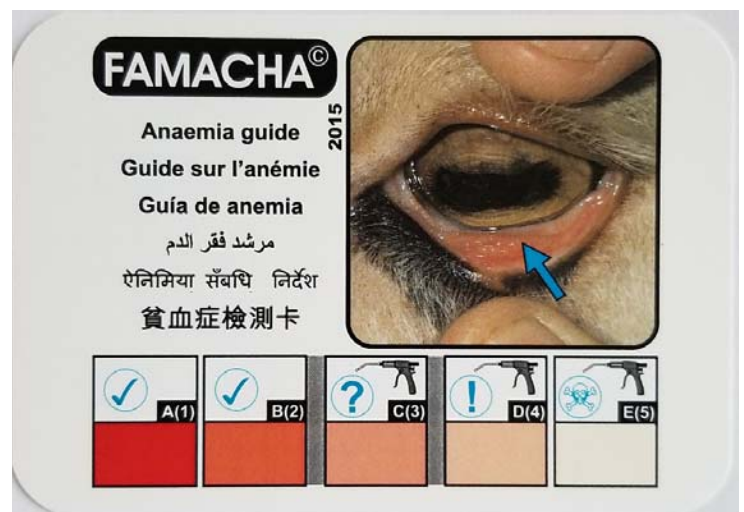 FAMACHA©
2015
Anaemia guide
Guide sur l'anémie
Guía de anemia
مرشد فقر الدم
ऐनिमिया सँबधि निर्देश
貧血症檢測卡
✓ A(1)
✓ B(2)
? C(3)
! D(4)
E(5)